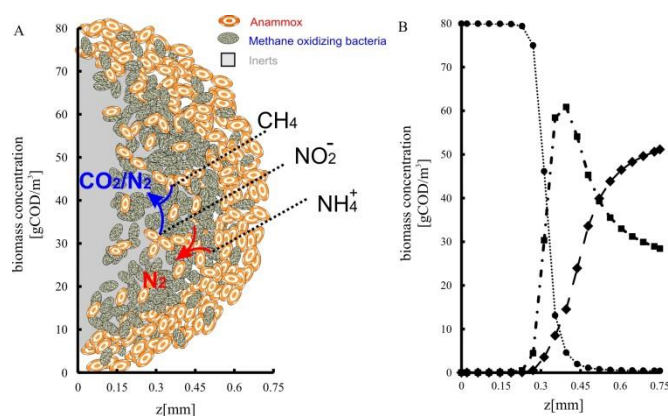 A
Anammox
Methane oxidizing bacteria
Inerts
biomass concentration
[gCOD/m³]
80
70
60
50
40
30
20
10
0
CH₄
NO₂⁻
NH₄⁺
CO₂/N₂
N₂
0 0.15 0.3 0.45 0.6 0.75
z[mm]
B
biomass concentration
[gCOD/m³]
80
70
60
50
40
30
20
10
0
0 0.15 0.3 0.45 0.6 0.75
z[mm]